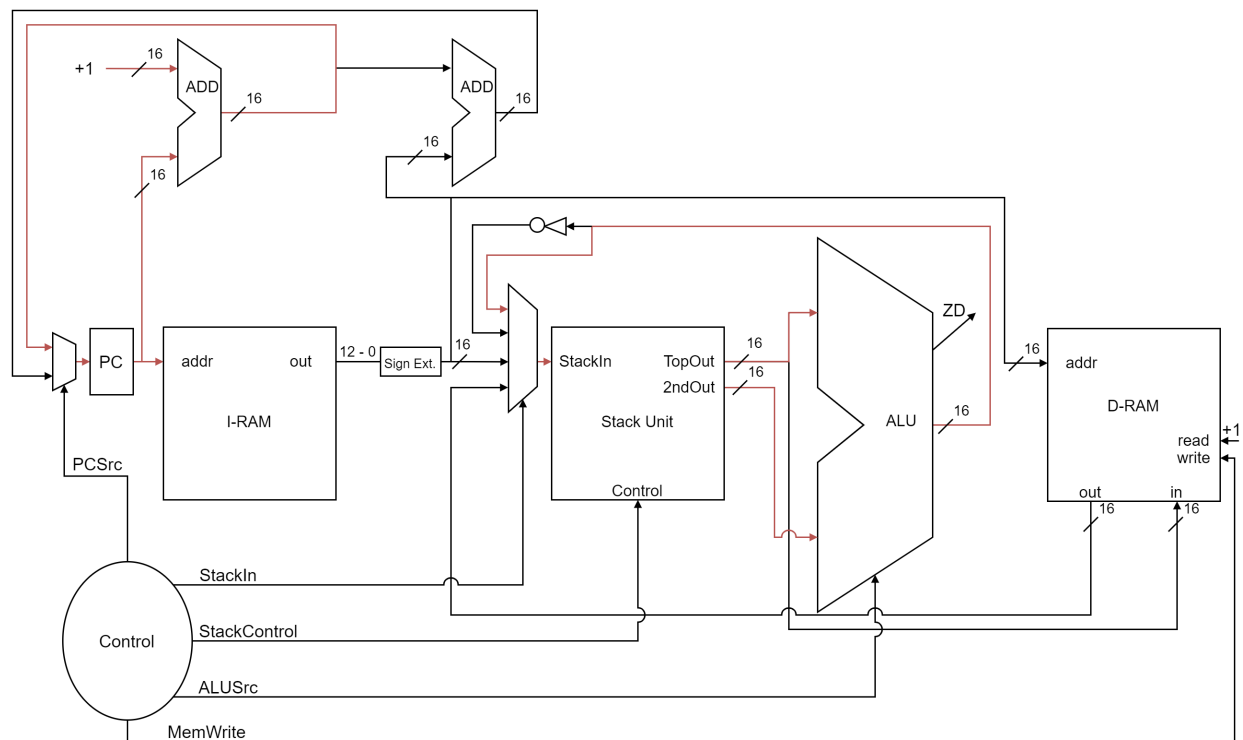 16
+1
ADD
16
16
ADD
16
16
16
12 - 0
Sign Ext.
16
PC
addr
out
I-RAM
StackIn
TopOut
16
2ndOut
16
Stack Unit
Control
ZD
ALU
16
16
addr
D-RAM
+1
read
write
out
in
16
16
PCSrc
StackIn
Control
StackControl
ALUSrc
MemWrite